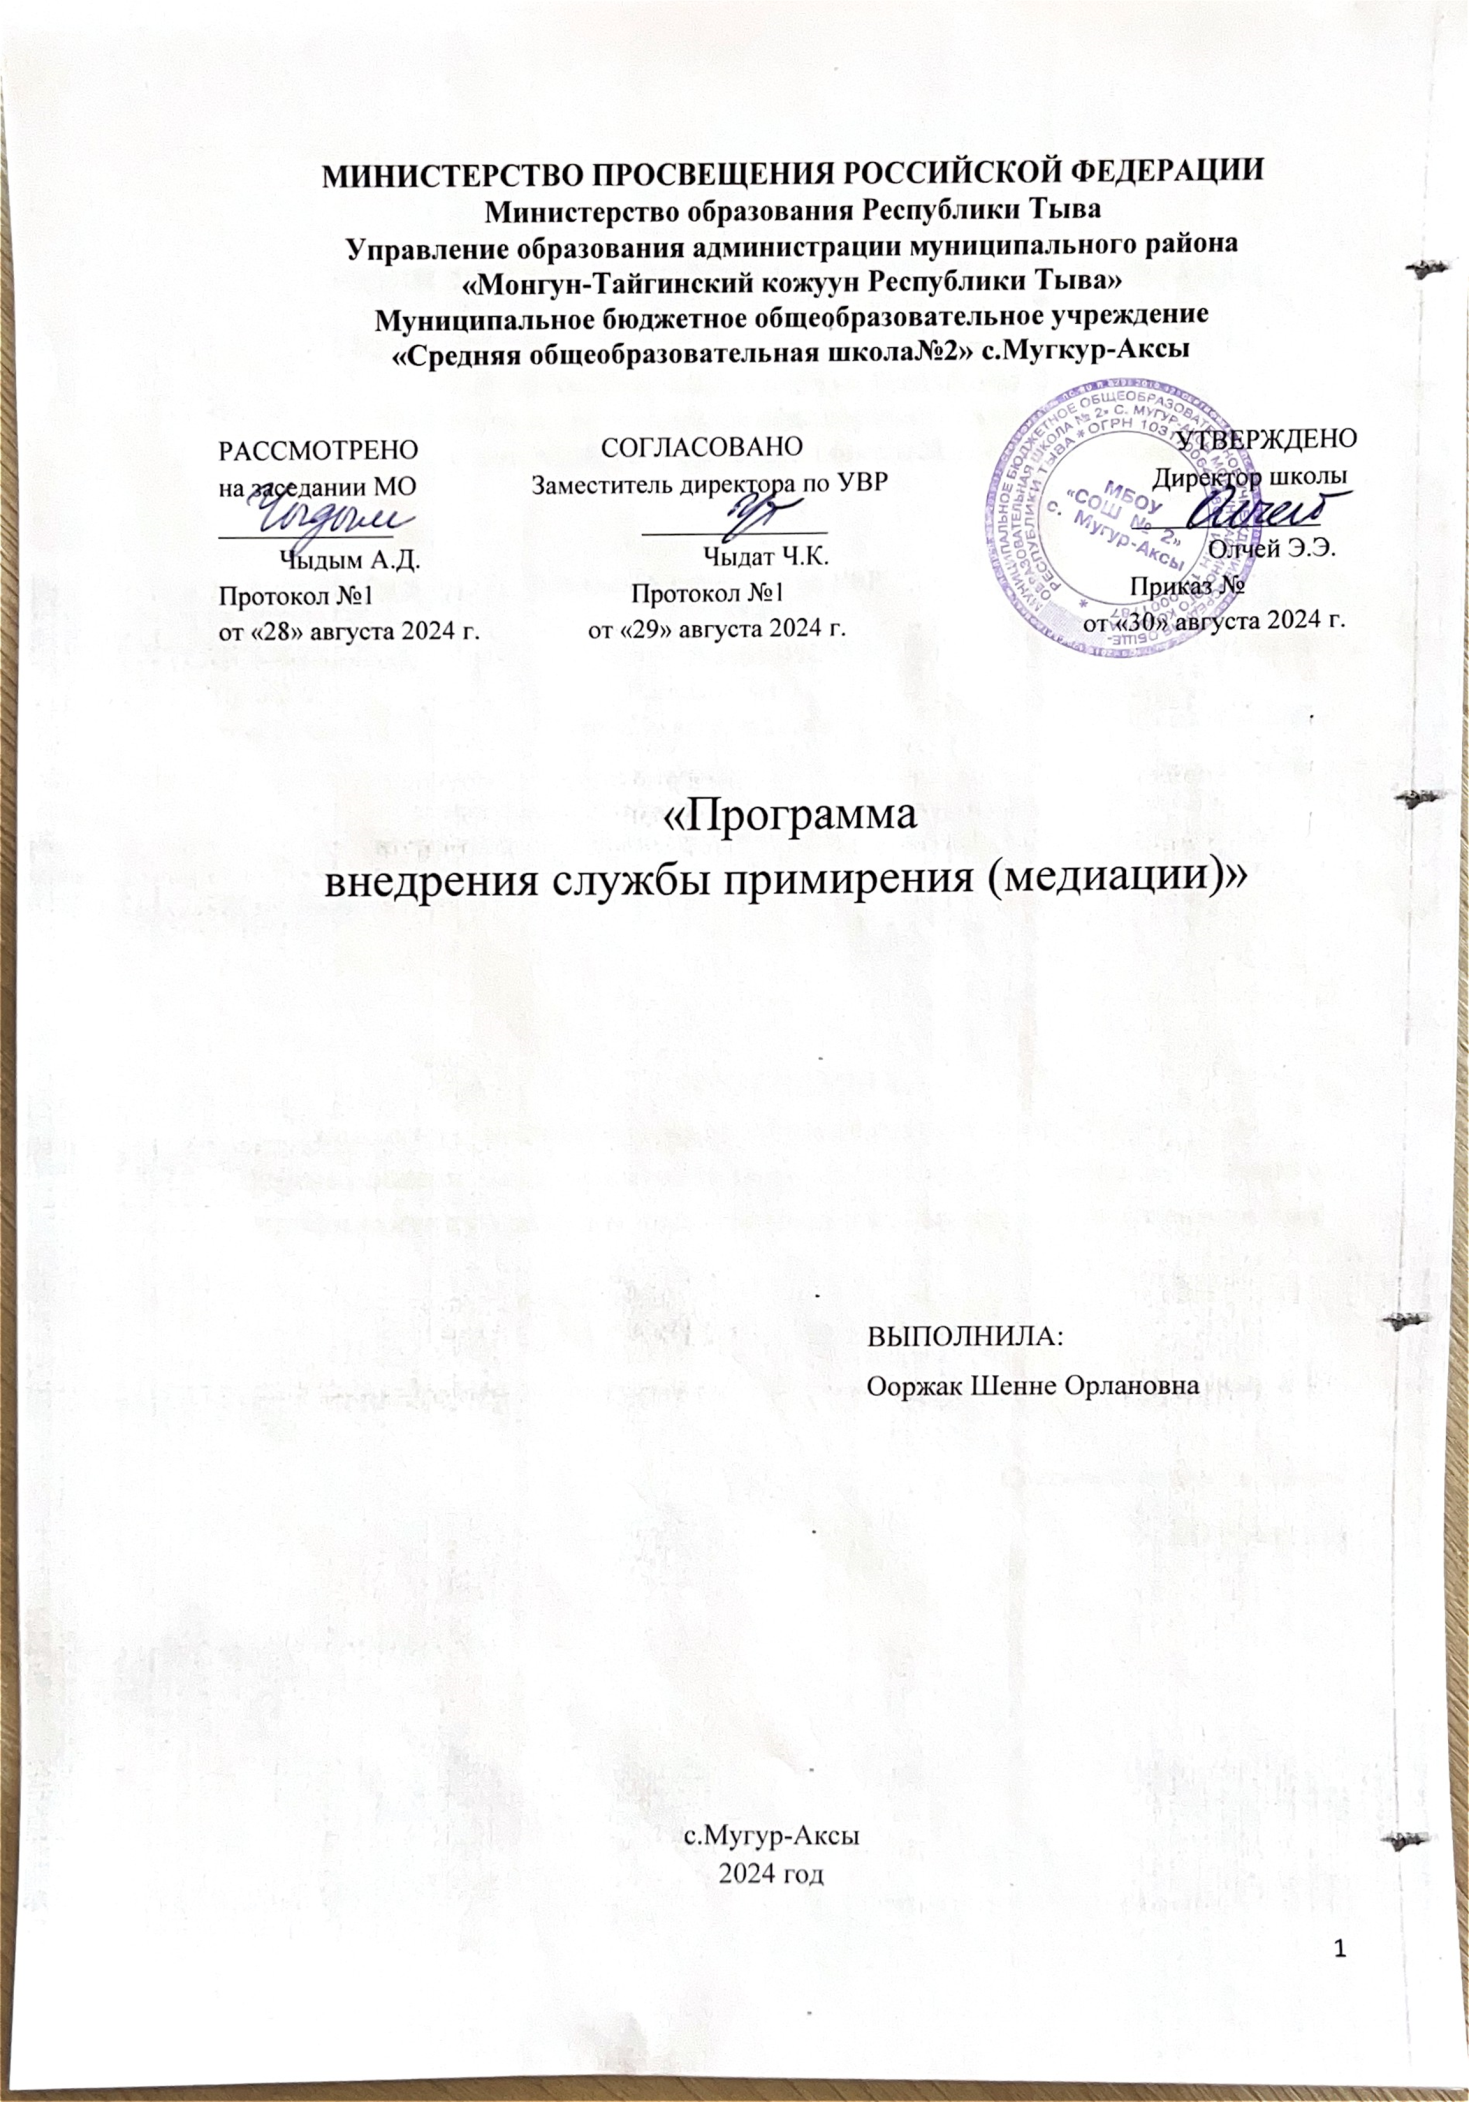 МИНИСТЕРСТВО ПРОСВЕЩЕНИЯ РОССИЙСКОЙ ФЕДЕРАЦИИ
Министерство образования Республики Тыва
Управление образования администрации муниципального района
«Монгун-Тайгинский кожуун Республики Тыва»
Муниципальное бюджетное общеобразовательное учреждение
«Средняя общеобразовательная школа№2» с.Мугкур-Аксы
РАССМОТРЕНО СОГЛАСОВАНО УТВЕРЖДЕНО
на заседании МО Заместитель директора по УВР Директор школы
Чыдым А.Д. Чыдат Ч.К. Олчей Э.Э.
Протокол №1 Протокол №1 Приказ №
от «28» августа 2024 г. от «29» августа 2024 г. от «30» августа 2024 г.
МБОУ
«СОШ № 2»
с. Мугур-Аксы
«Программа
внедрения службы примирения (медиации)»
ВЫПОЛНИЛА:
Ооржак Шенне Орлановна
с.Мугур-Аксы
2024 год
1